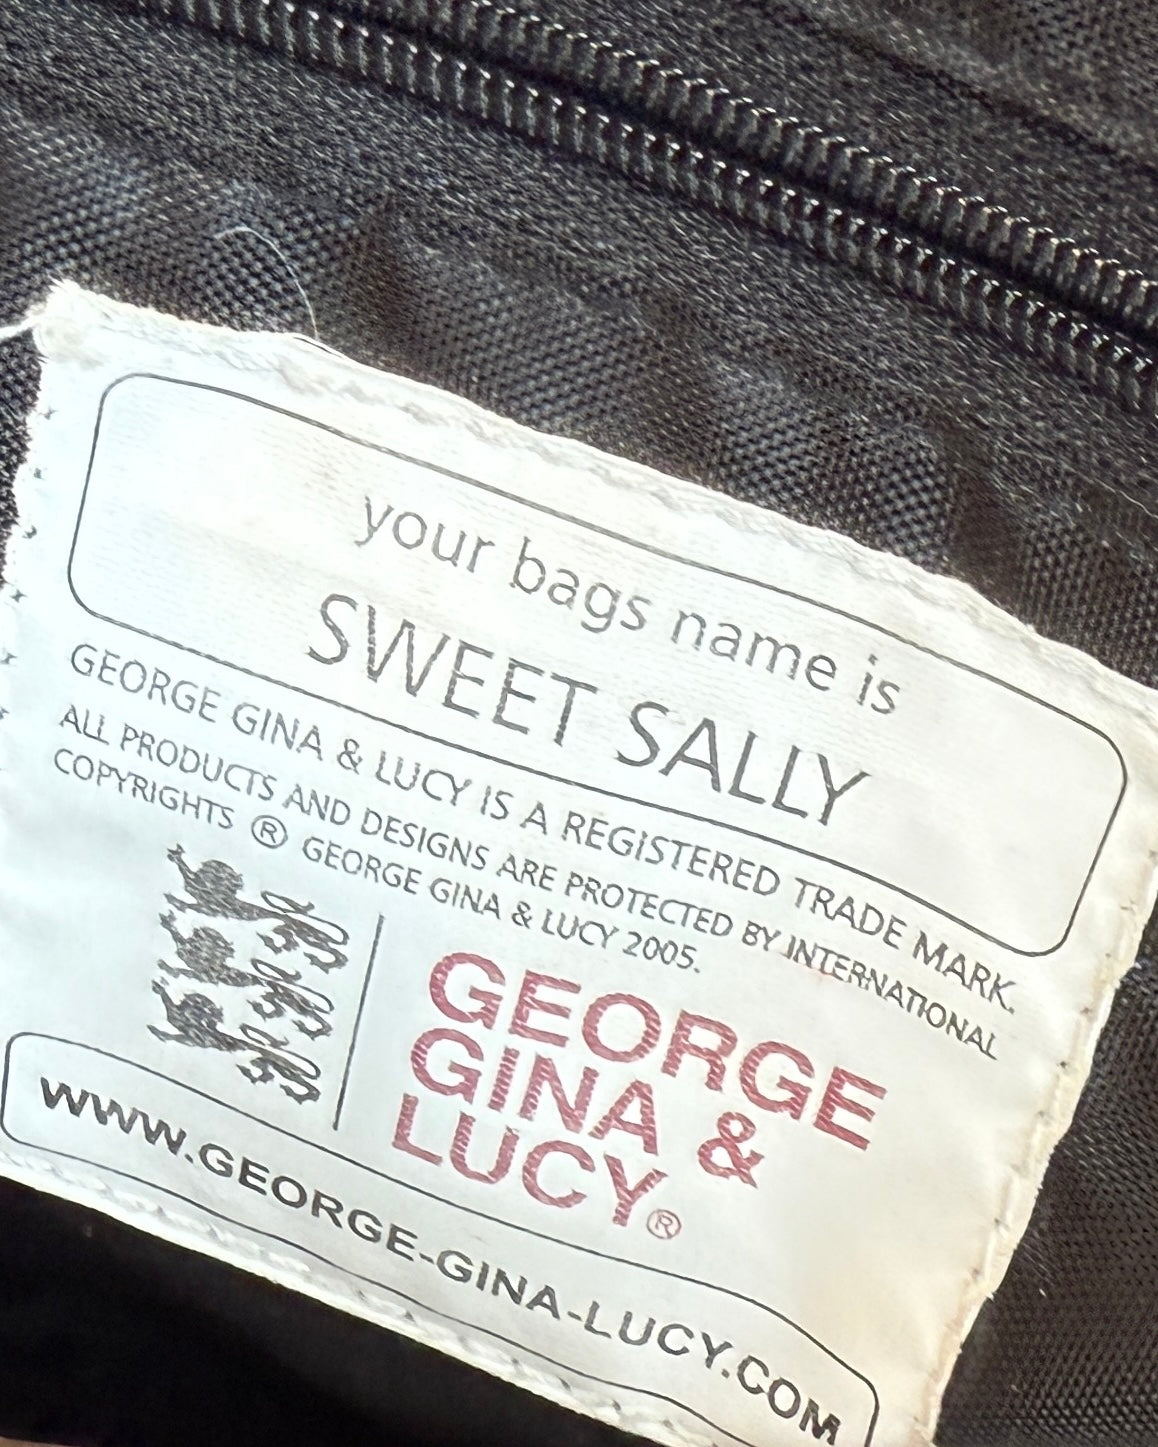 your bags name is
SWEET SALLY
GEORGE GINA & LUCY IS A REGISTERED TRADE MARK.
ALL PRODUCTS AND DESIGNS ARE PROTECTED BY INTERNATIONAL
COPYRIGHTS ® GEORGE GINA & LUCY 2005.
GEORGE
GINA &
LUCY®
WWW.GEORGE-GINA-LUCY.COM